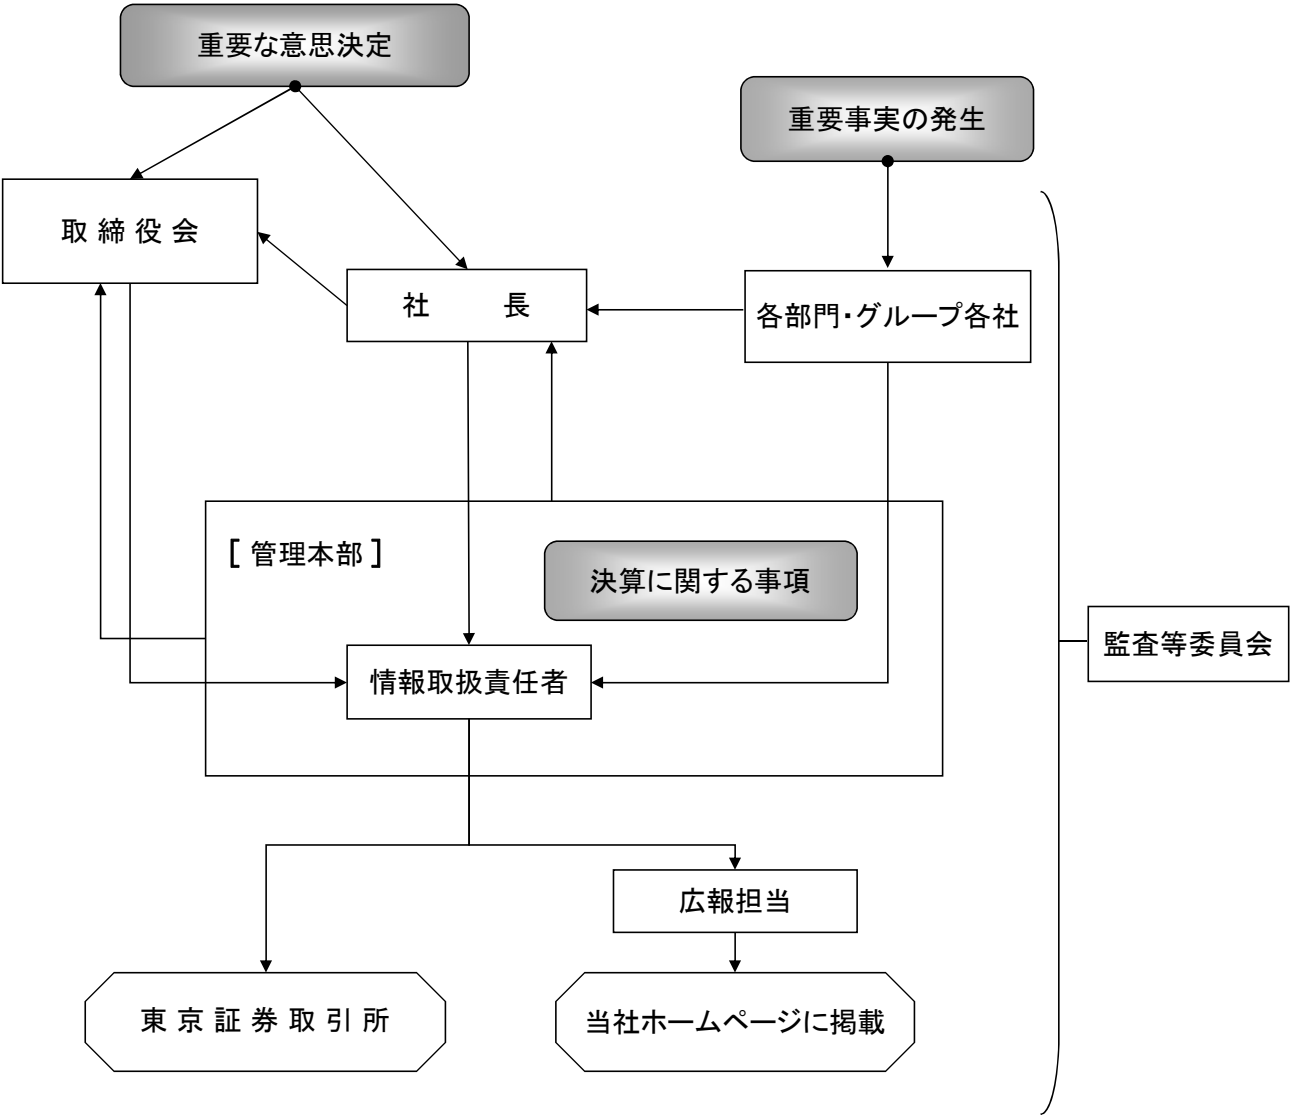 重要な意思決定
重要事実の発生
取 締 役 会
社　　長
各部門・グループ各社
[ 管理本部 ]
決算に関する事項
監査等委員会
情報取扱責任者
広報担当
東 京 証 券 取 引 所
当社ホームページに掲載